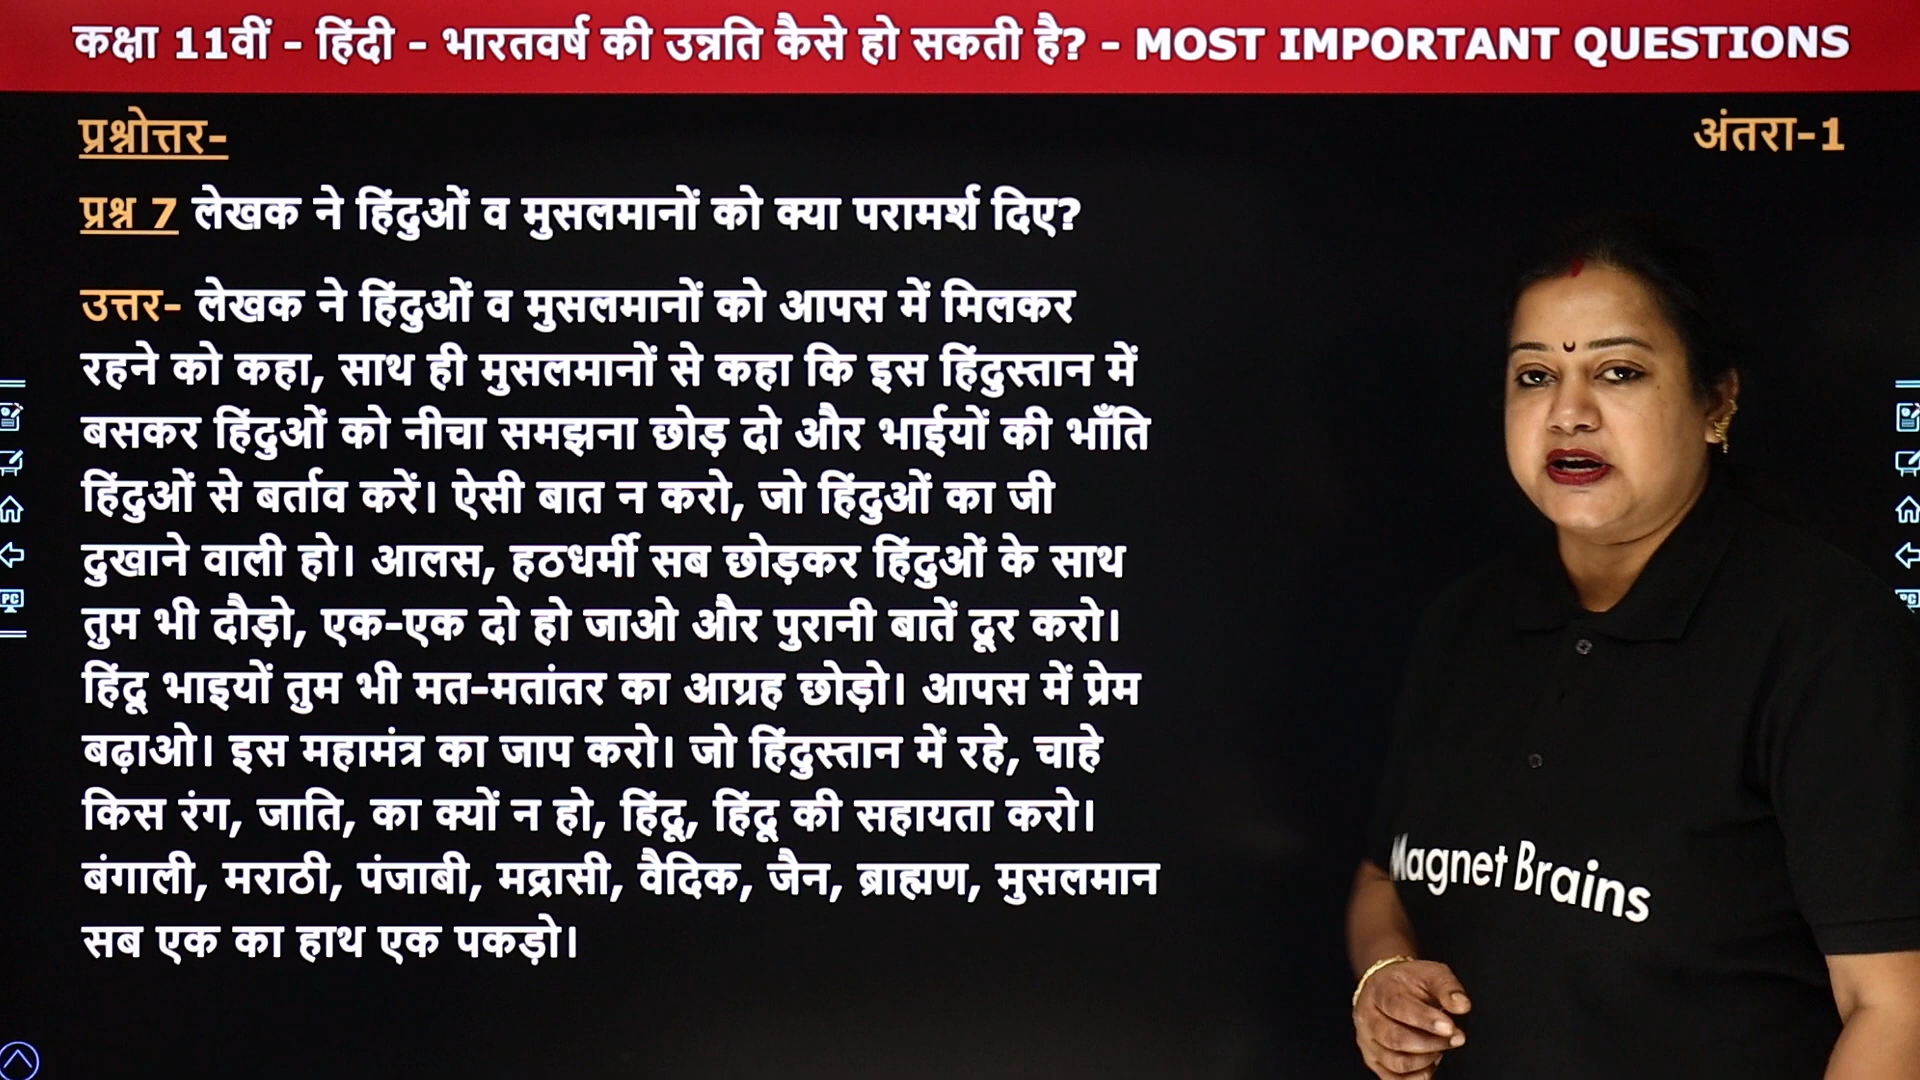 कक्षा 11वीं - हिंदी - भारतवर्ष की उन्नति कैसे हो सकती है? - MOST IMPORTANT QUESTIONS
प्रश्नोत्तर-
अंतरा-1
प्रश्न 7 लेखक ने हिंदुओं व मुसलमानों को क्या परामर्श दिए?
उत्तर- लेखक ने हिंदुओं व मुसलमानों को आपस में मिलकर
रहने को कहा, साथ ही मुसलमानों से कहा कि इस हिंदुस्तान में
बसकर हिंदुओं को नीचा समझना छोड़ दो और भाईयों की भाँति
हिंदुओं से बर्ताव करें। ऐसी बात न करो, जो हिंदुओं का जी
दुखाने वाली हो। आलस, हठधर्मी सब छोड़कर हिंदुओं के साथ
तुम भी दौड़ो, एक-एक दो हो जाओ और पुरानी बातें दूर करो।
हिंदू भाइयों तुम भी मत-मतांतर का आग्रह छोड़ो। आपस में प्रेम
बढ़ाओ। इस महामंत्र का जाप करो। जो हिंदुस्तान में रहे, चाहे
किस रंग, जाति, का क्यों न हो, हिंदू, हिंदू की सहायता करो।
बंगाली, मराठी, पंजाबी, मद्रासी, वैदिक, जैन, ब्राह्मण, मुसलमान
सब एक का हाथ एक पकड़ो।
Magnet Brains
PC
PC